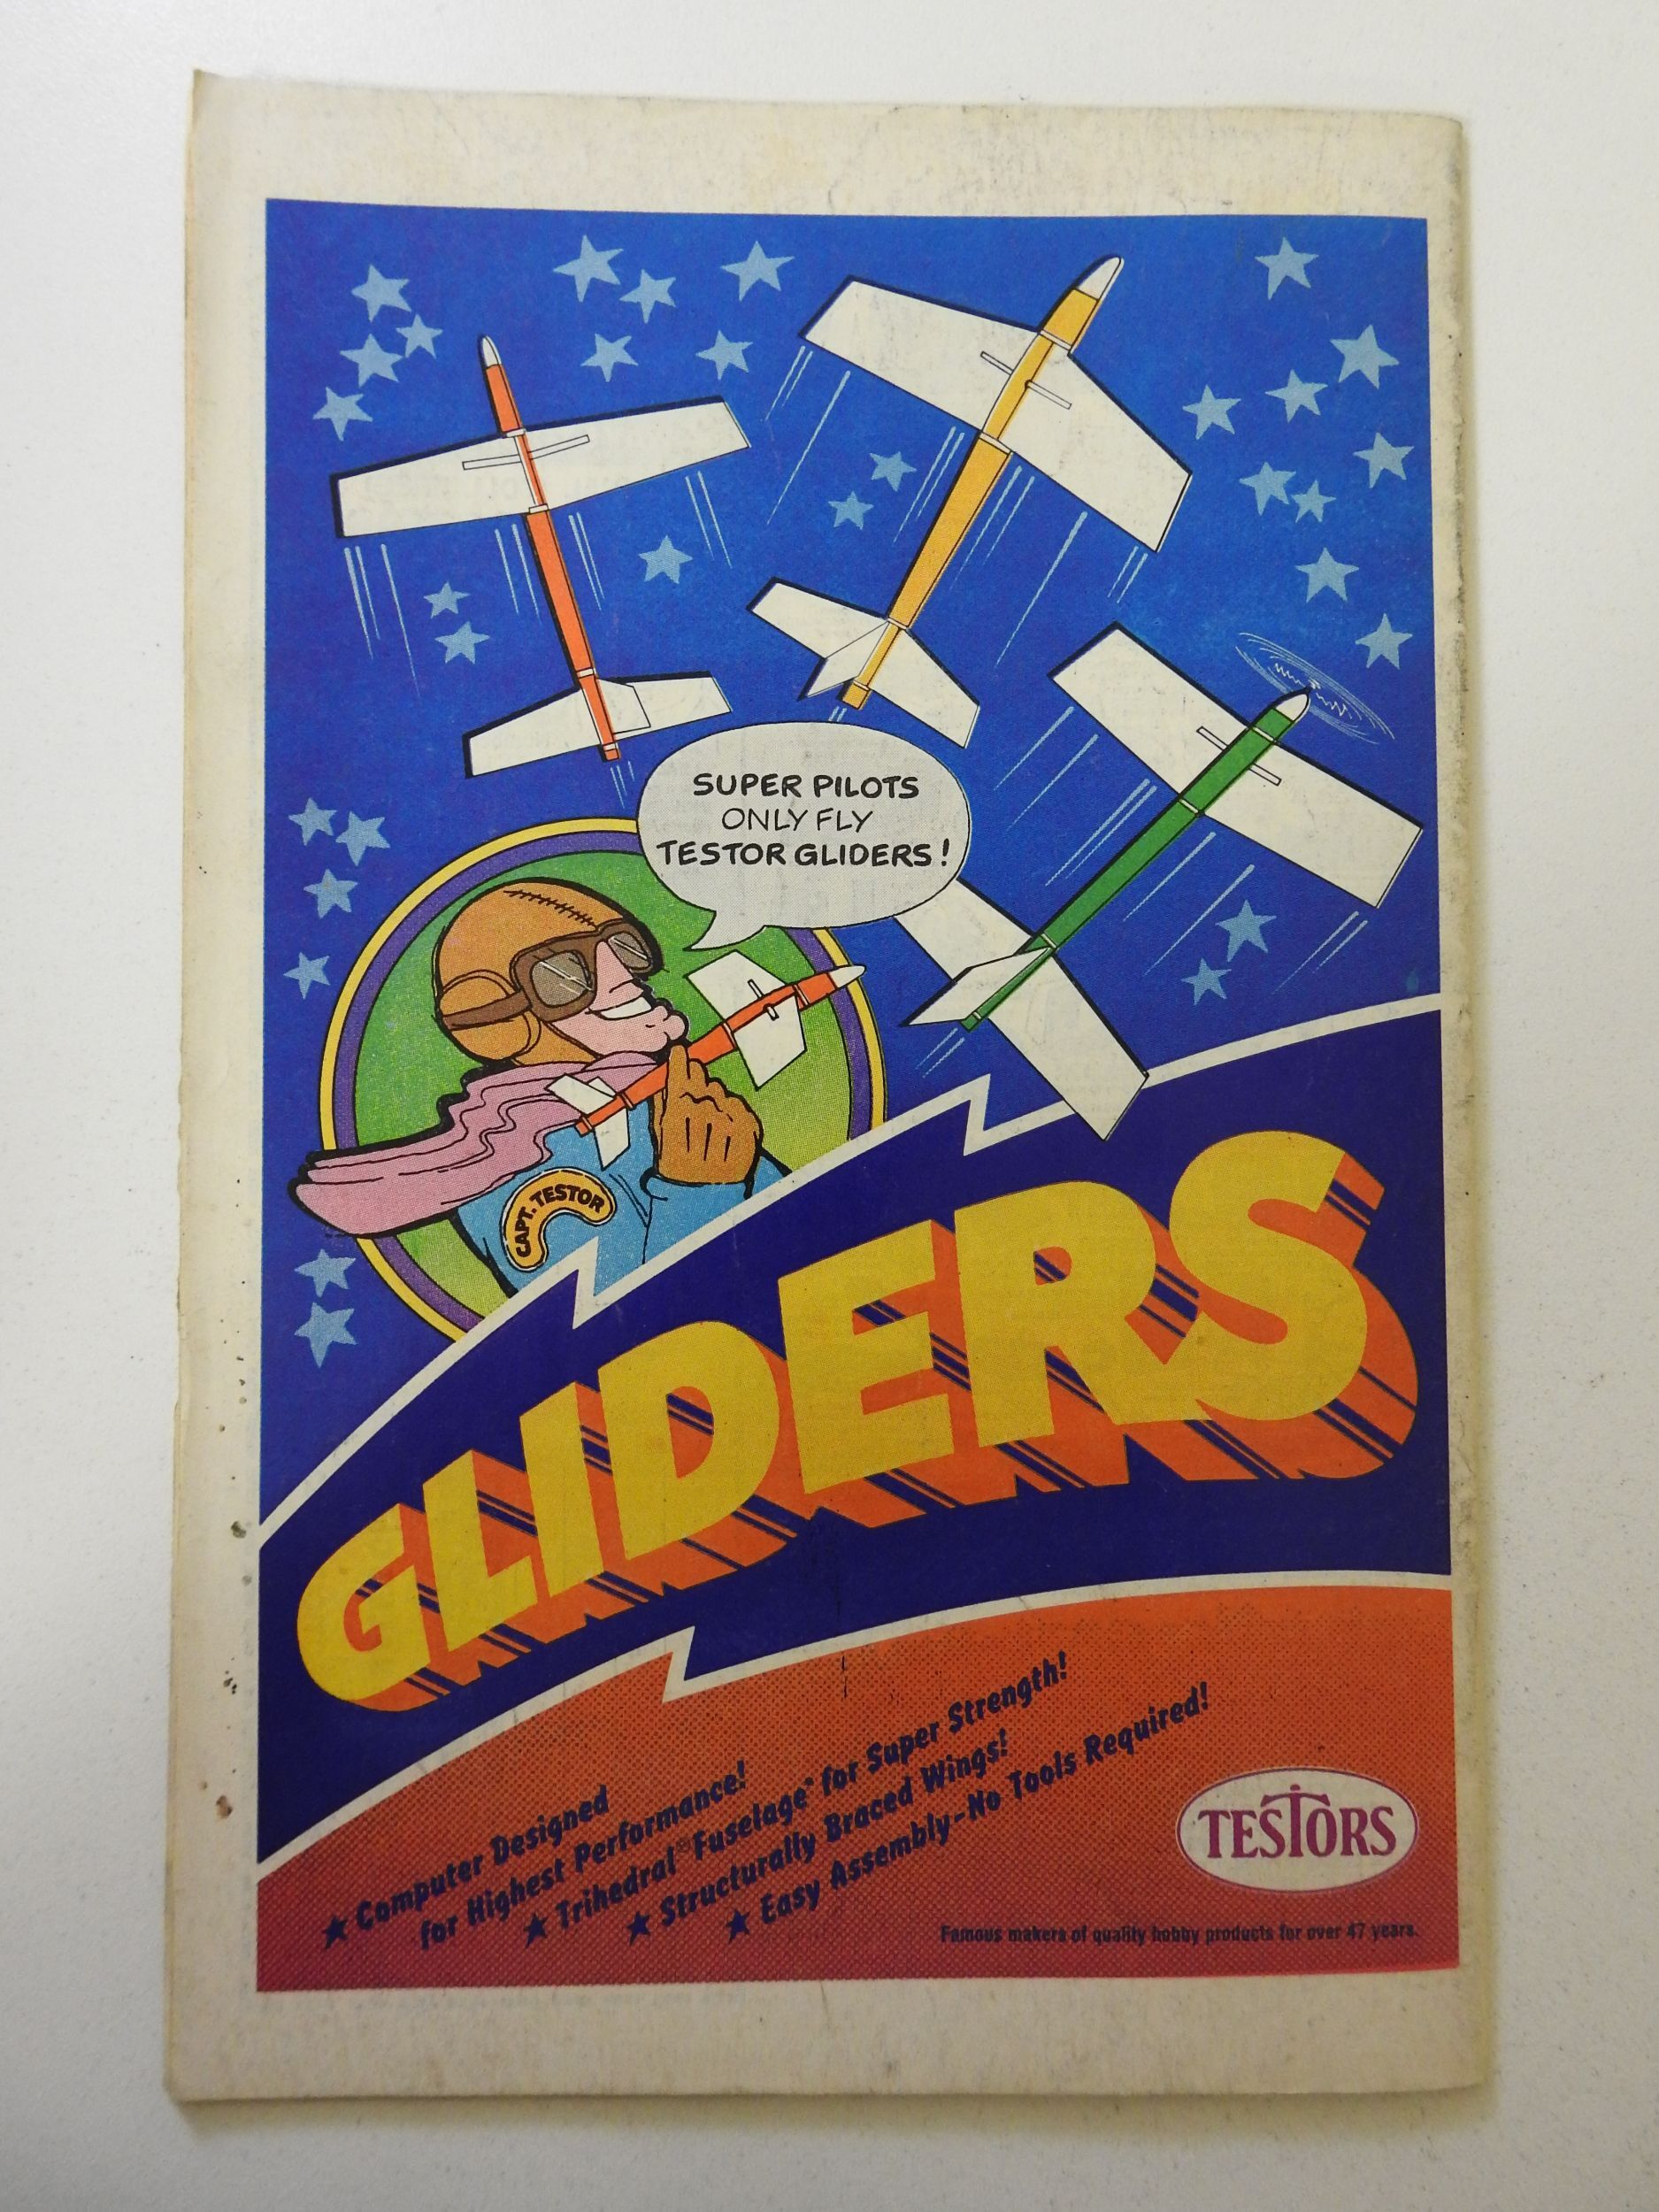 SUPER PILOTS
ONLY FLY
TESTOR GLIDERS!
CAPT. TESTOR
GLIDERS
★ Computer Designed
for Highest Performance!
★ Trihedral® Fuselage" for Super Strength!
★ Structurally Braced Wings!
★ Easy Assembly-No Tools Required!
TESTORS
Famous makers of quality hobby products for over 47 years.